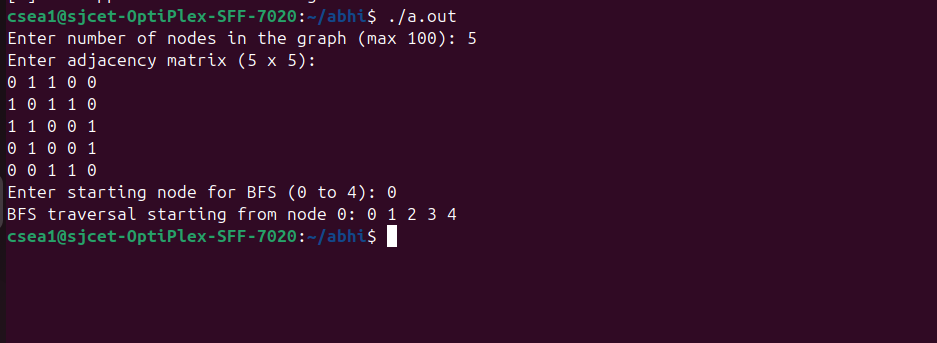 csea1@sjcet-OptiPlex-SFF-7020:~/abhi$ ./a.out
Enter number of nodes in the graph (max 100): 5
Enter adjacency matrix (5 x 5):
0 1 1 0 0
1 0 1 1 0
1 1 0 0 1
0 1 0 0 1
0 0 1 1 0
Enter starting node for BFS (0 to 4): 0
BFS traversal starting from node 0: 0 1 2 3 4
csea1@sjcet-OptiPlex-SFF-7020:~/abhi$